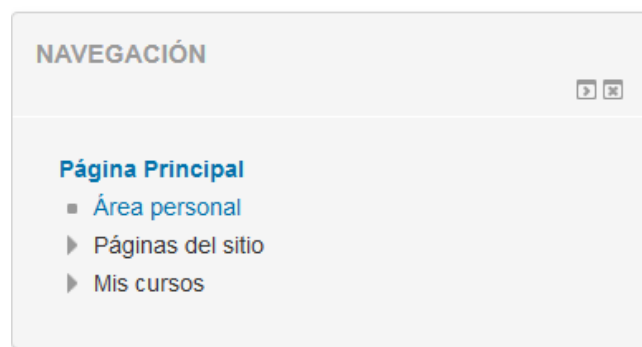 NAVEGACIÓN
Página Principal
Área personal
Páginas del sitio
Mis cursos